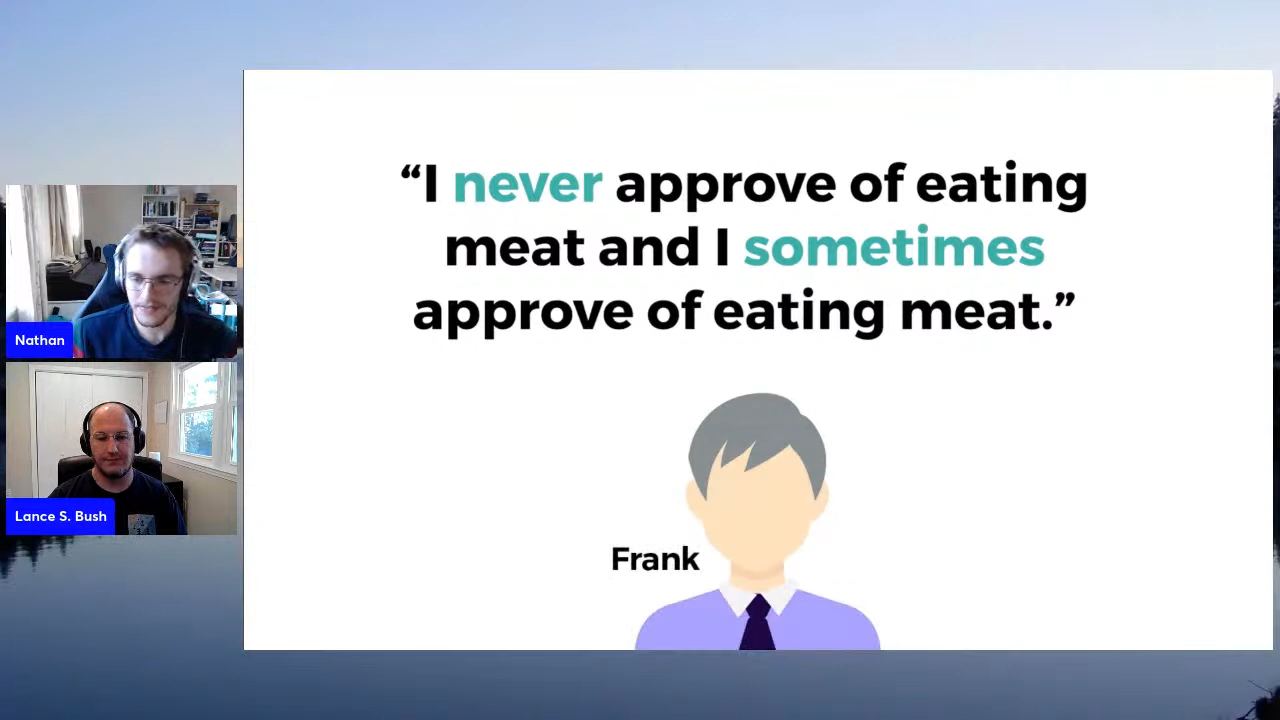 “I never approve of eating
meat and I sometimes
approve of eating meat.”
Nathan
Lance S. Bush
Frank